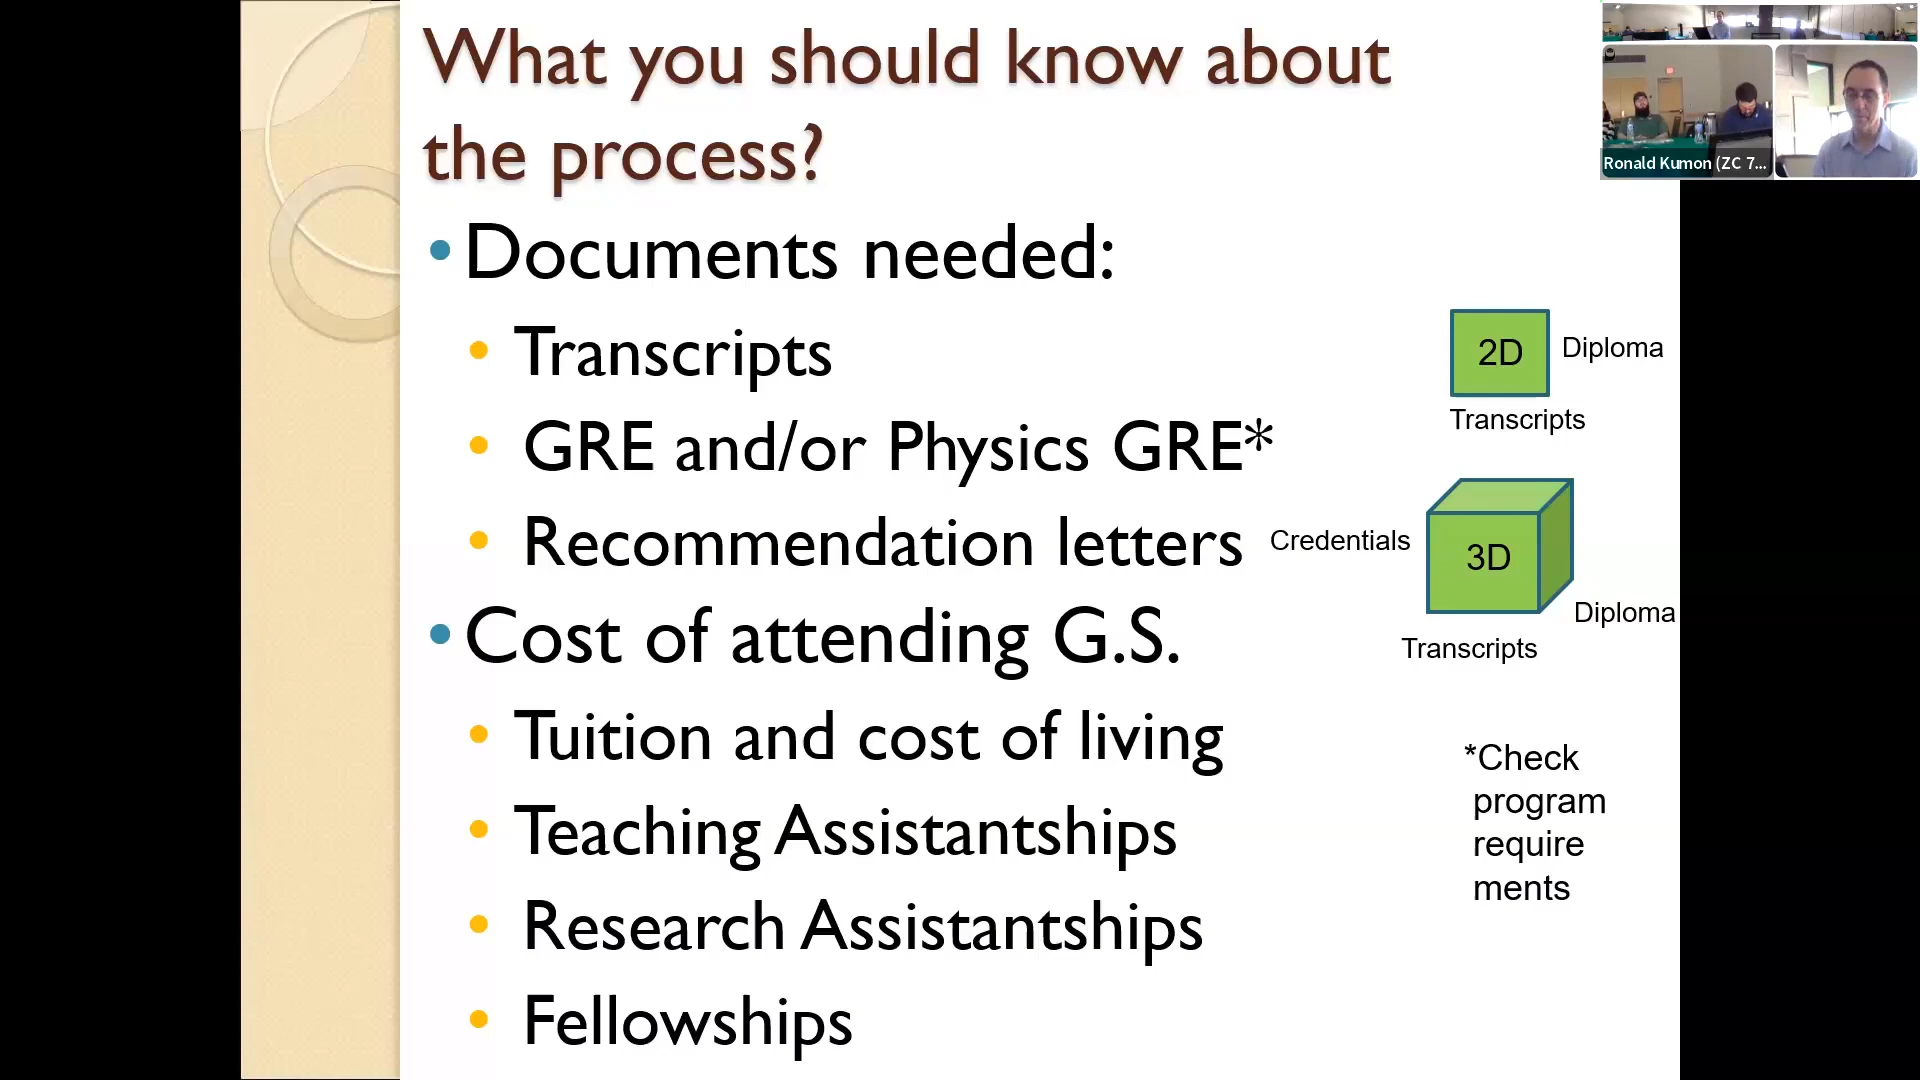 What you should know about
the process?
•Documents needed:
• Transcripts
• GRE and/or Physics GRE*
• Recommendation letters
•Cost of attending G.S.
• Tuition and cost of living
• Teaching Assistantships
• Research Assistantships
• Fellowships
2D
Diploma
Transcripts
Credentials
3D
Diploma
Transcripts
*Check
program
require
ments
Ronald Kumon (ZC 7...